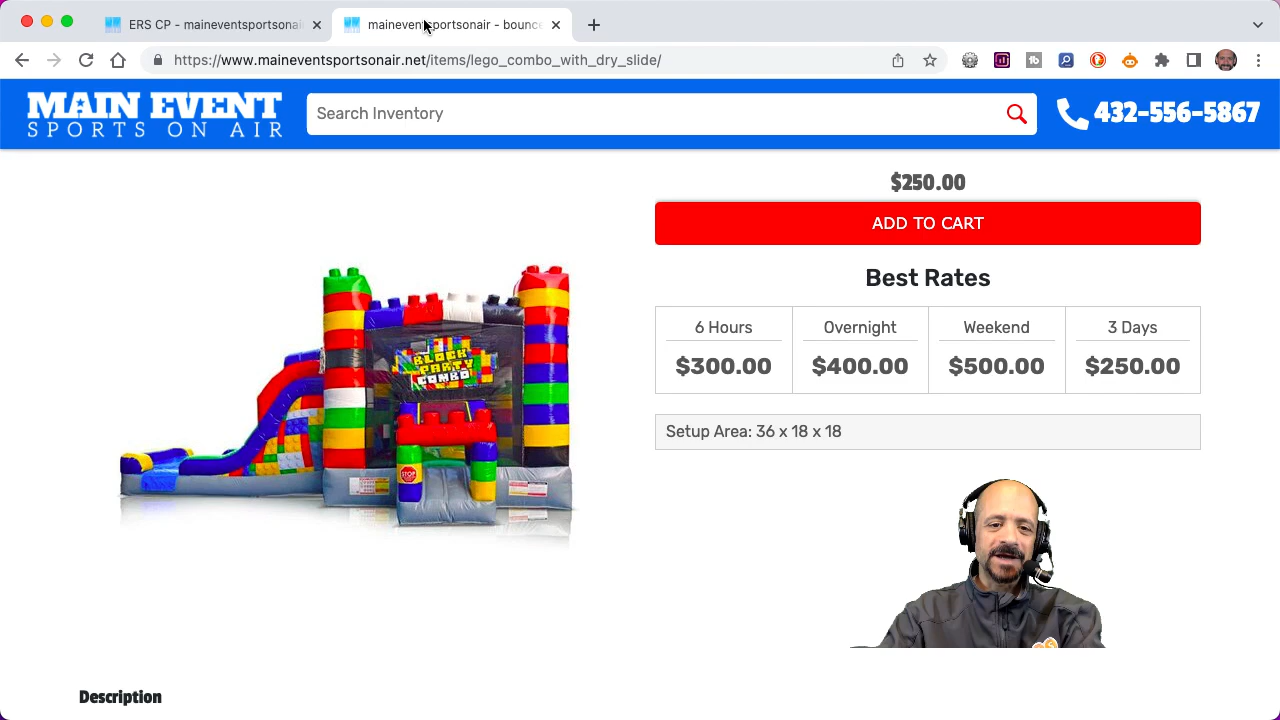 ERS CP - maineventsportsonai
maineventsportsonair - bounce
https://www.maineventsportsonair.net/items/lego_combo_with_dry_slide/
MAIN EVENT
SPORTS ON AIR
Search Inventory
432-556-5867
$250.00
ADD TO CART
Best Rates
6 Hours
Overnight
Weekend
3 Days
$300.00
$400.00
$500.00
$250.00
Setup Area: 36 x 18 x 18
BLOCK
PARTY
COMBO
STOP
Description